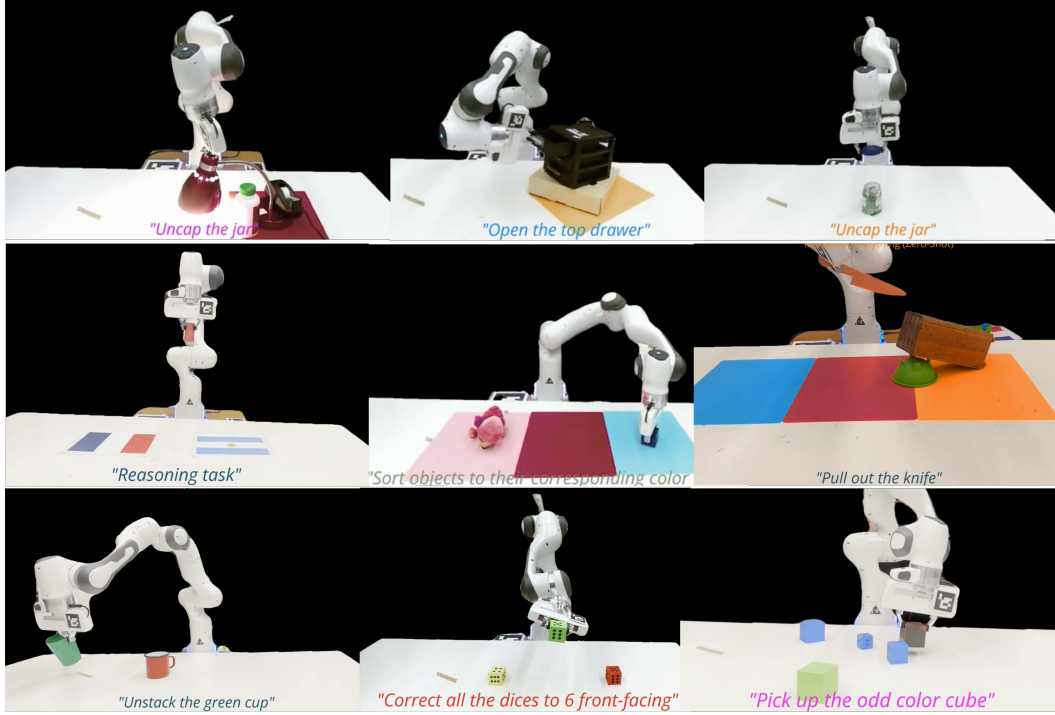 "Uncap the jar"
"Open the top drawer"
"Uncap the jar"
"Reasoning task"
"Sort objects to their corresponding color
(Zero-Shot)
"Pull out the knife"
"Unstack the green cup"
"Correct all the dices to 6 front-facing"
"Pick up the odd color cube"